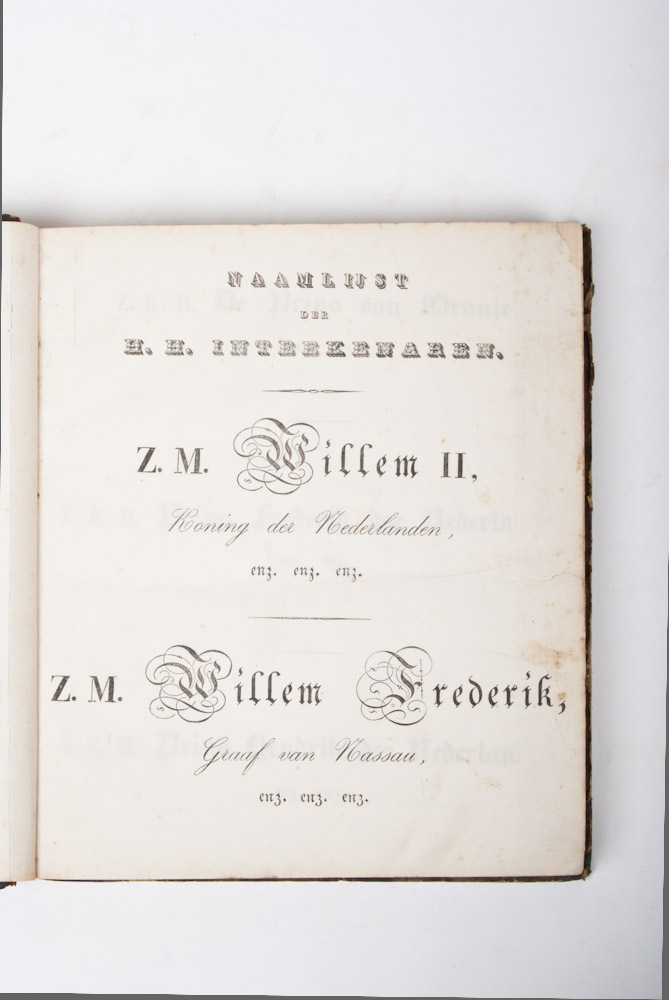 NAAMLIJST
DER
H. H. INTEEKENAREN.
Z. M. Willem II,
Koning der Nederlanden,
enz. enz. enz.
Z. M. Willem Frederik,
Graaf van Nassau,
enz. enz. enz.